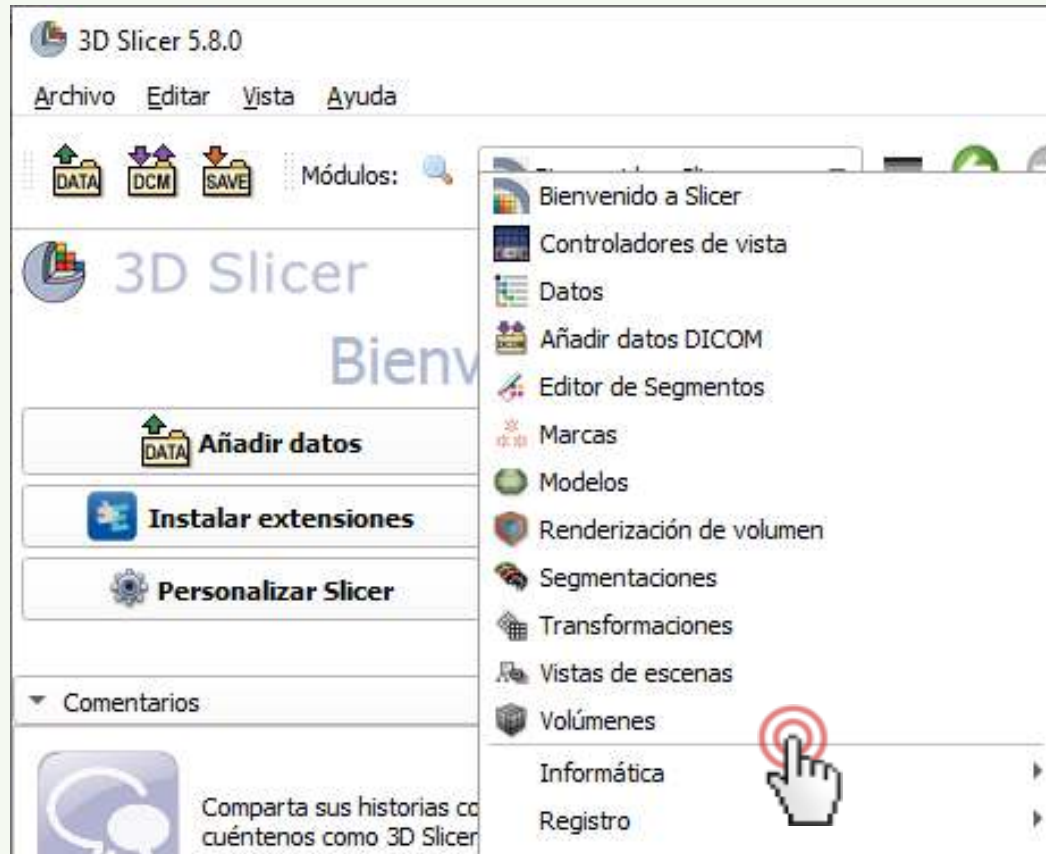 3D Slicer 5.8.0
Archivo Editar Vista Ayuda
DATA DCM SAVE Módulos:
Bienvenido a Slicer
Controladores de vista
Datos
Añadir datos DICOM
Editor de Segmentos
Marcas
Modelos
Renderización de volumen
Segmentaciones
Transformaciones
Vistas de escenas
Volúmenes
Informática
Registro
3D Slicer
Bienv
DATA Añadir datos
Instalar extensiones
Personalizar Slicer
Comentarios
Comparta sus historias co
cuéntenos como 3D Slicer